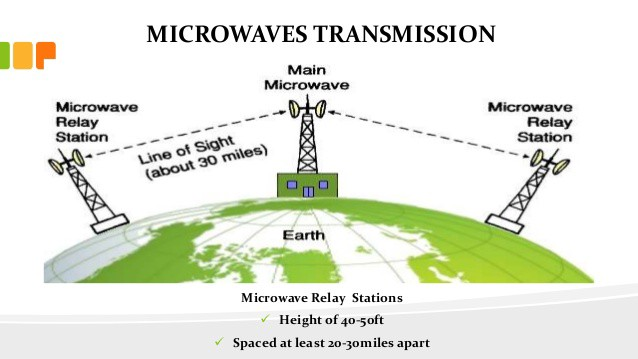 MICROWAVES TRANSMISSION
Main
Microwave
Microwave
Relay
Station
Microwave
Relay
Station
Line of Sight
(about 30 miles)
Earth
Microwave Relay Stations
✓ Height of 40-50ft
✓ Spaced at least 20-30miles apart